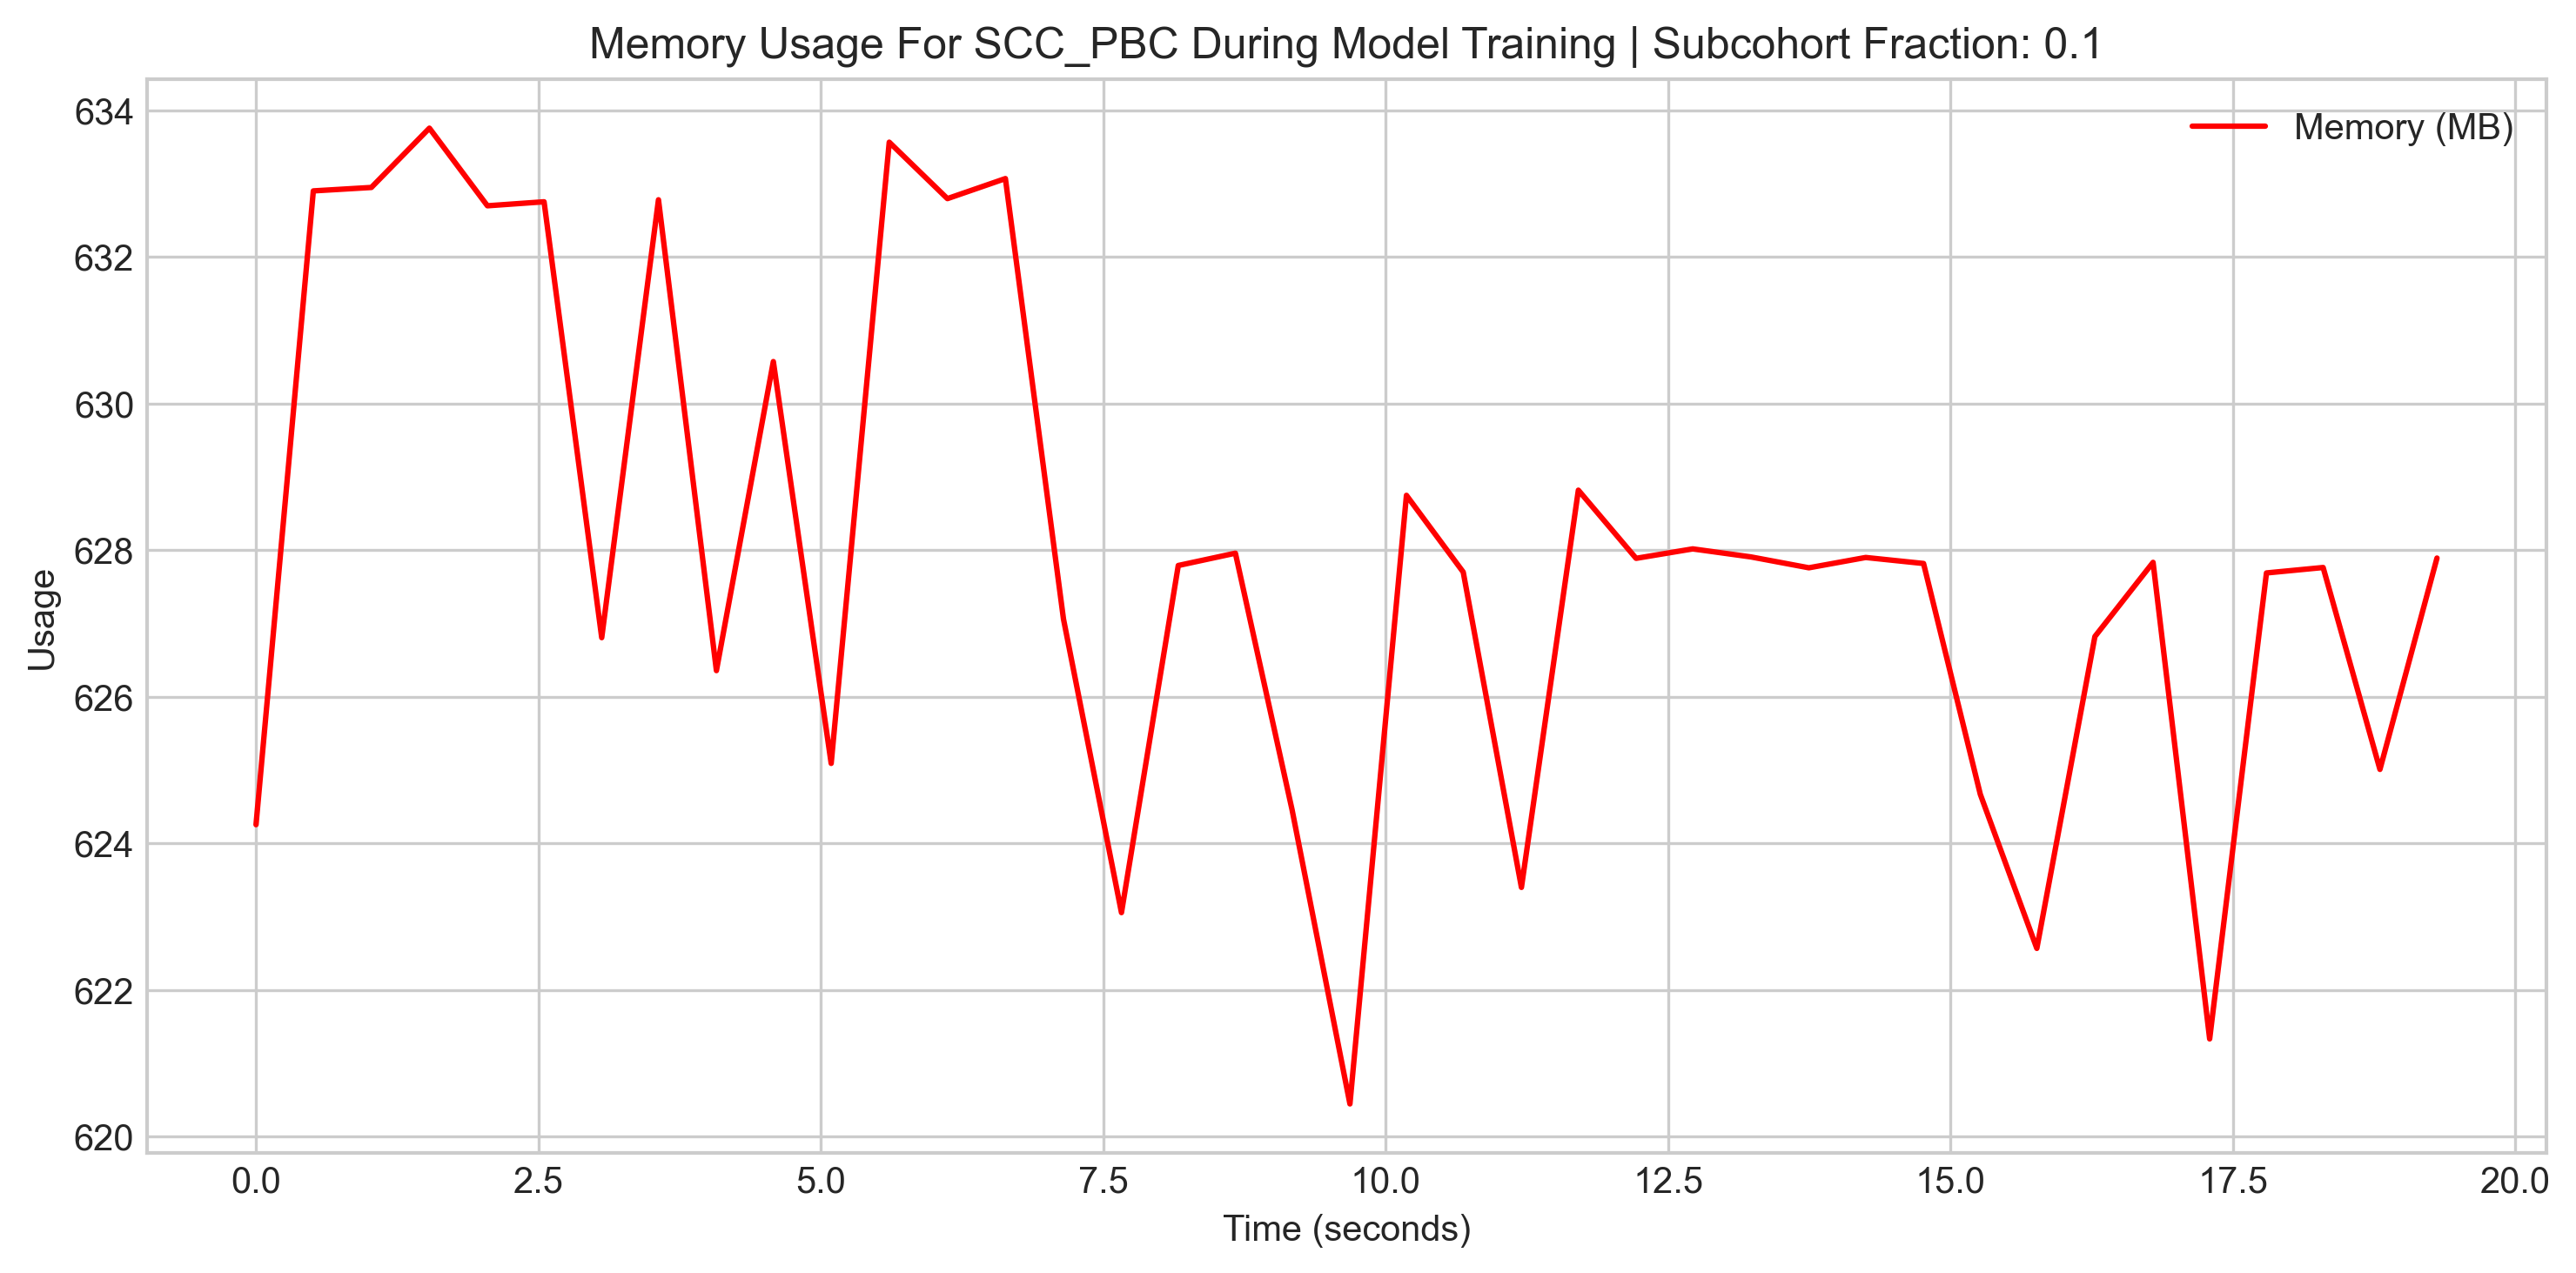 Memory Usage For SCC_PBC During Model Training | Subcohort Fraction: 0.1
Memory (MB)
634
632
630
628
626
624
622
620
Usage
0.0 2.5 5.0 7.5 10.0 12.5 15.0 17.5 20.0
Time (seconds)